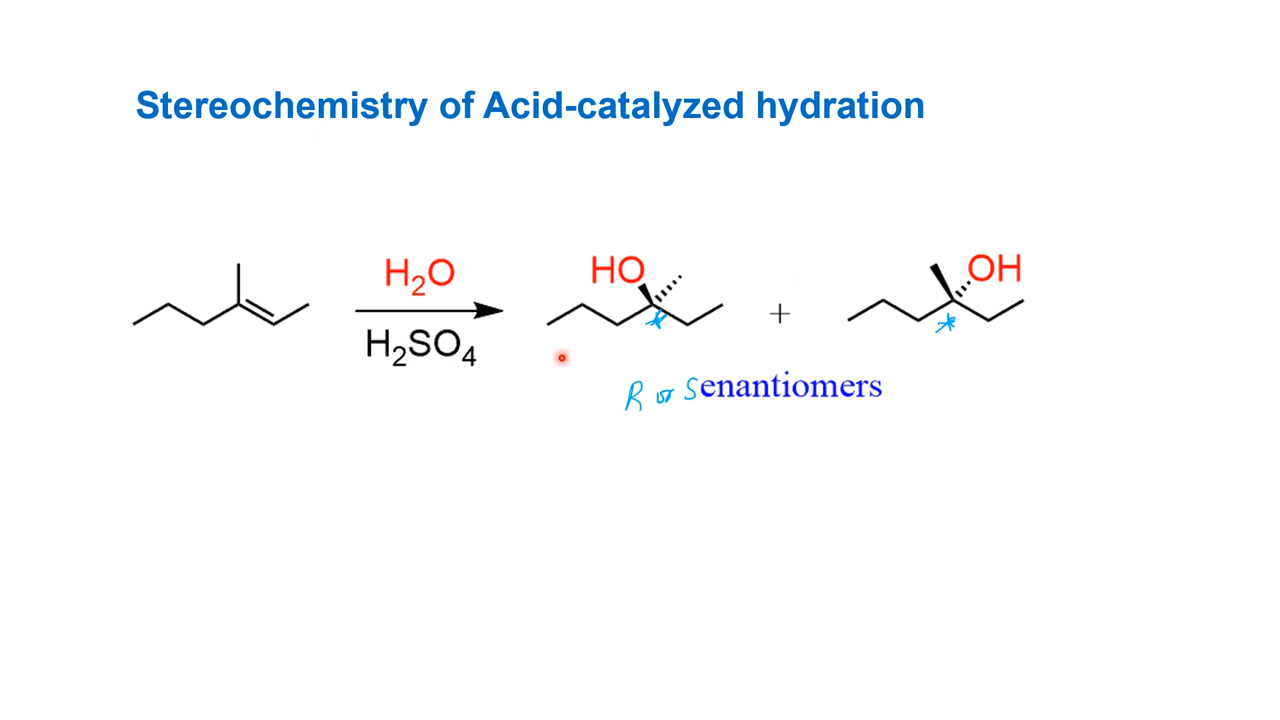 Stereochemistry of Acid-catalyzed hydration
H₂O
H₂SO₄
HO
+
OH
R or S enantiomers